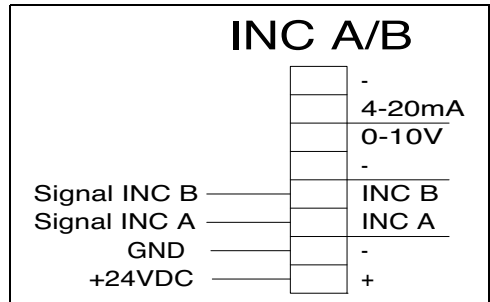 INC A/B
-
4-20mA
0-10V
-
Signal INC B INC B
Signal INC A INC A
GND -
+24VDC +